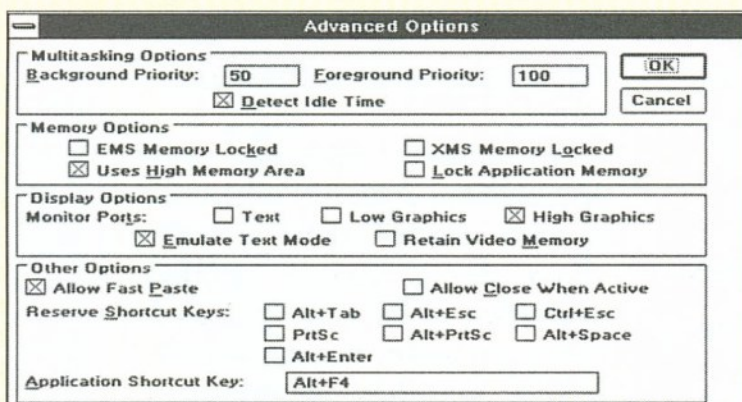 Advanced Options
Multitasking Options
Background Priority: 50 Foreground Priority: 100
Detect Idle Time
OK
Cancel
Memory Options
EMS Memory Locked XMS Memory Locked
Uses High Memory Area Lock Application Memory
Display Options
Monitor Ports: Text Low Graphics High Graphics
Emulate Text Mode Retain Video Memory
Other Options
Allow Fast Paste Allow Close When Active
Reserve Shortcut Keys: Alt+Tab Alt+Esc Ctrl+Esc
PrtSc Alt+PrtSc Alt+Space
Alt+Enter
Application Shortcut Key: Alt+F4